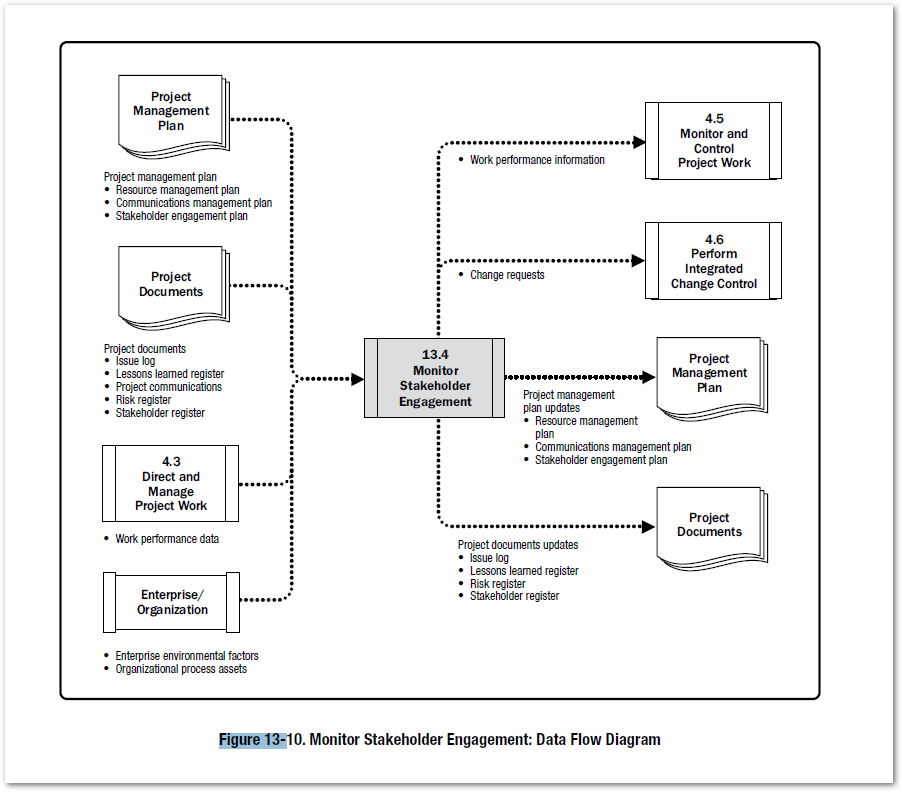 Project
Management
Plan
Project management plan
• Resource management plan
• Communications management plan
• Stakeholder engagement plan
Project
Documents
Project documents
• Issue log
• Lessons learned register
• Project communications
• Risk register
• Stakeholder register
4.3
Direct and
Manage
Project Work
• Work performance data
Enterprise/
Organization
• Enterprise environmental factors
• Organizational process assets
13.4
Monitor
Stakeholder
Engagement
4.5
Monitor and
Control
Project Work
• Work performance information
4.6
Perform
Integrated
Change Control
• Change requests
Project
Management
Plan
Project management
plan updates
• Resource management
plan
• Communications management plan
• Stakeholder engagement plan
Project
Documents
Project documents updates
• Issue log
• Lessons learned register
• Risk register
• Stakeholder register
Figure 13-10. Monitor Stakeholder Engagement: Data Flow Diagram